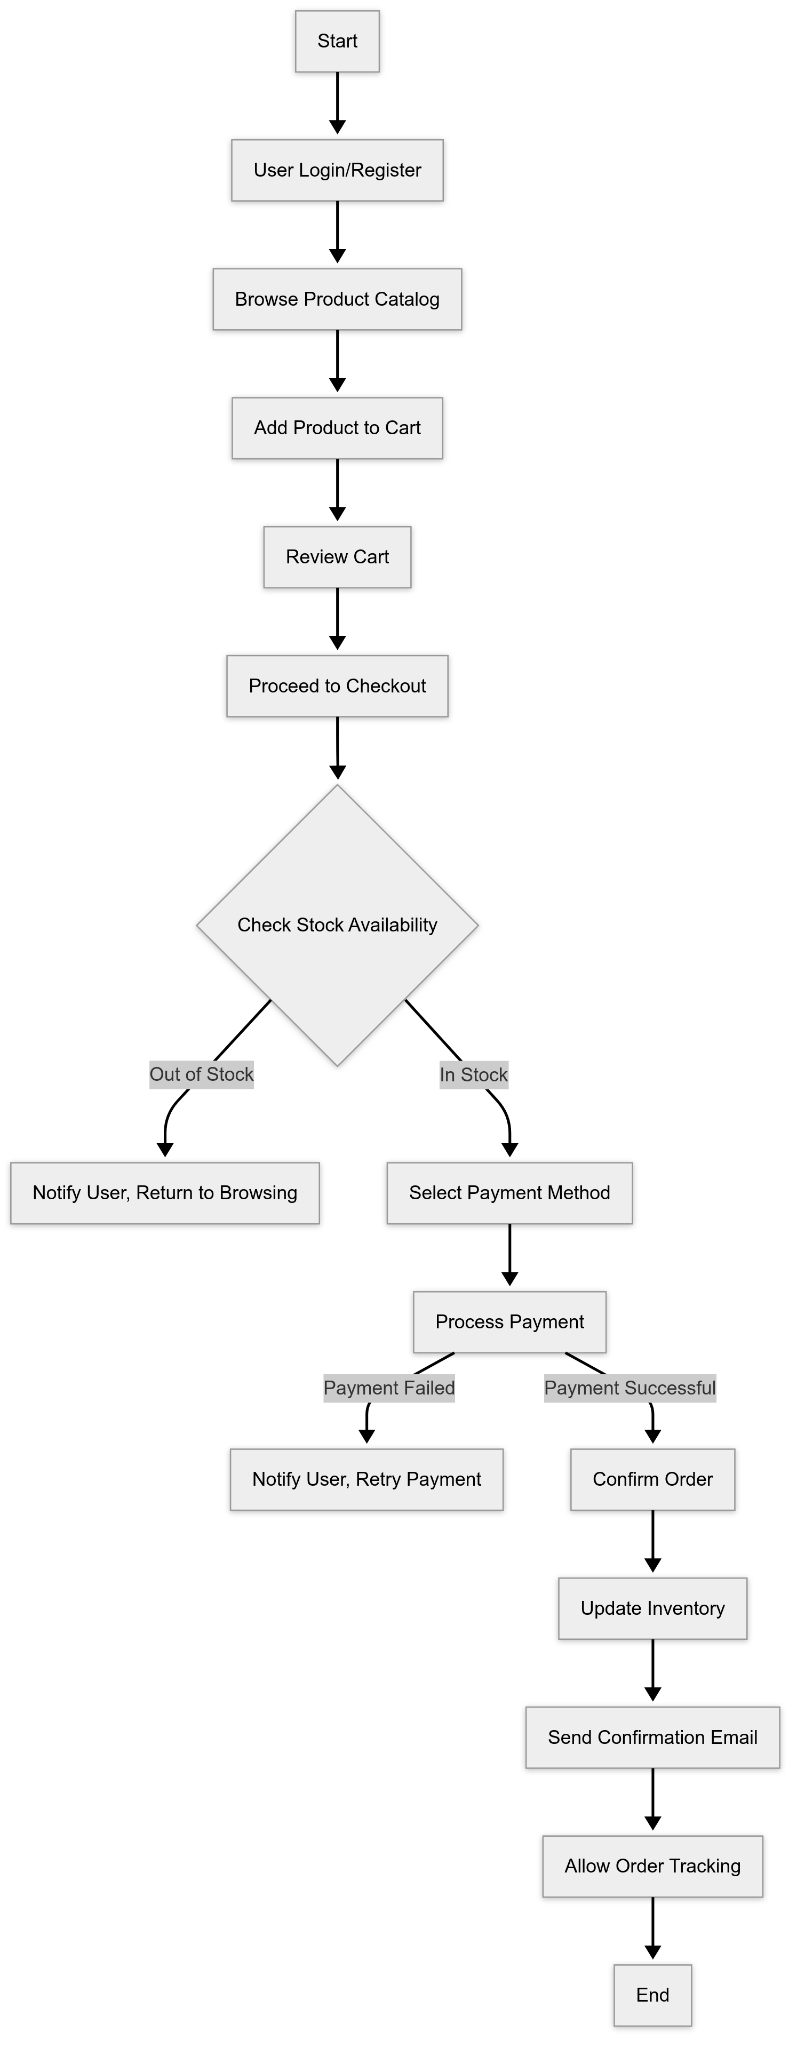 Start
User Login/Register
Browse Product Catalog
Add Product to Cart
Review Cart
Proceed to Checkout
Check Stock Availability
Out of Stock
In Stock
Notify User, Return to Browsing
Select Payment Method
Process Payment
Payment Failed
Payment Successful
Notify User, Retry Payment
Confirm Order
Update Inventory
Send Confirmation Email
Allow Order Tracking
End